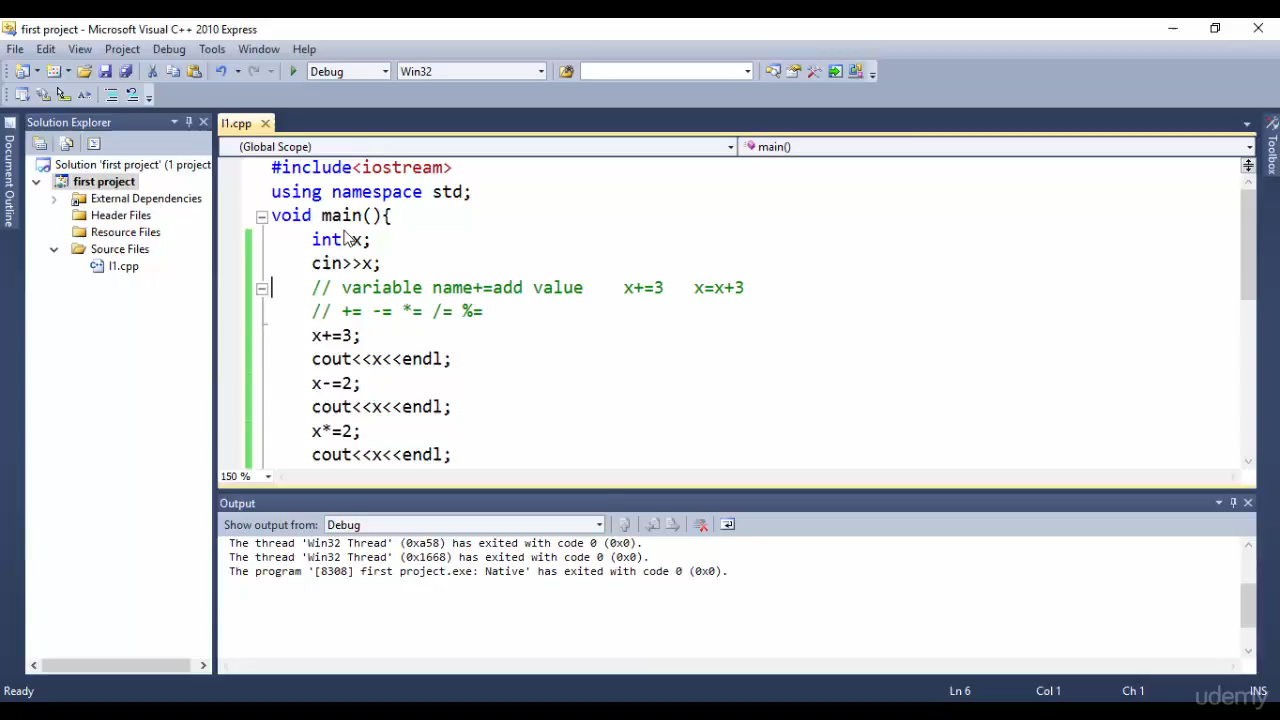 first project - Microsoft Visual C++ 2010 Express
File Edit View Project Debug Tools Window Help
Debug Win32
Solution Explorer
l1.cpp
Document Outline
Toolbox
(Global Scope) main()
Solution 'first project' (1 project
first project
External Dependencies
Header Files
Resource Files
Source Files
l1.cpp
#include<iostream>
using namespace std;
void main(){
int x;
cin>>x;
// variable name+=add value x+=3 x=x+3
// += -= *= /= %=
x+=3;
cout<<x<<endl;
x-=2;
cout<<x<<endl;
x*=2;
cout<<x<<endl;
150 %
Output
Show output from: Debug
The thread 'Win32 Thread' (0xa58) has exited with code 0 (0x0).
The thread 'Win32 Thread' (0x1668) has exited with code 0 (0x0).
The program '[8308] first project.exe: Native' has exited with code 0 (0x0).
Ready Ln 6 Col 1 Ch 1 INS
udemy